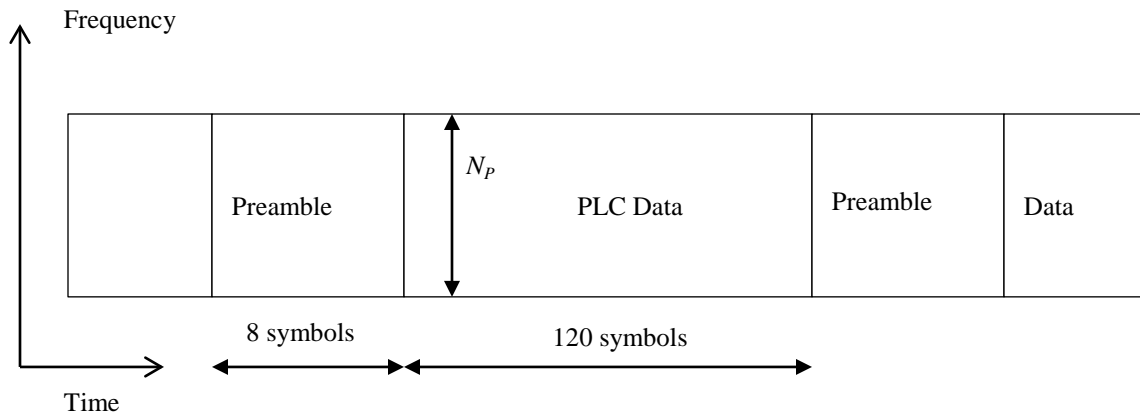 Frequency
N_P
Preamble
PLC Data
Preamble
Data
8 symbols
120 symbols
Time